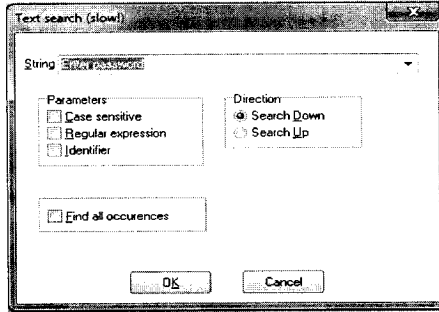 Text search (slow!)
String Enter password
Parameters
Case sensitive
Regular expression
Identifier
Direction
Search Down
Search Up
Find all occurences
OK
Cancel